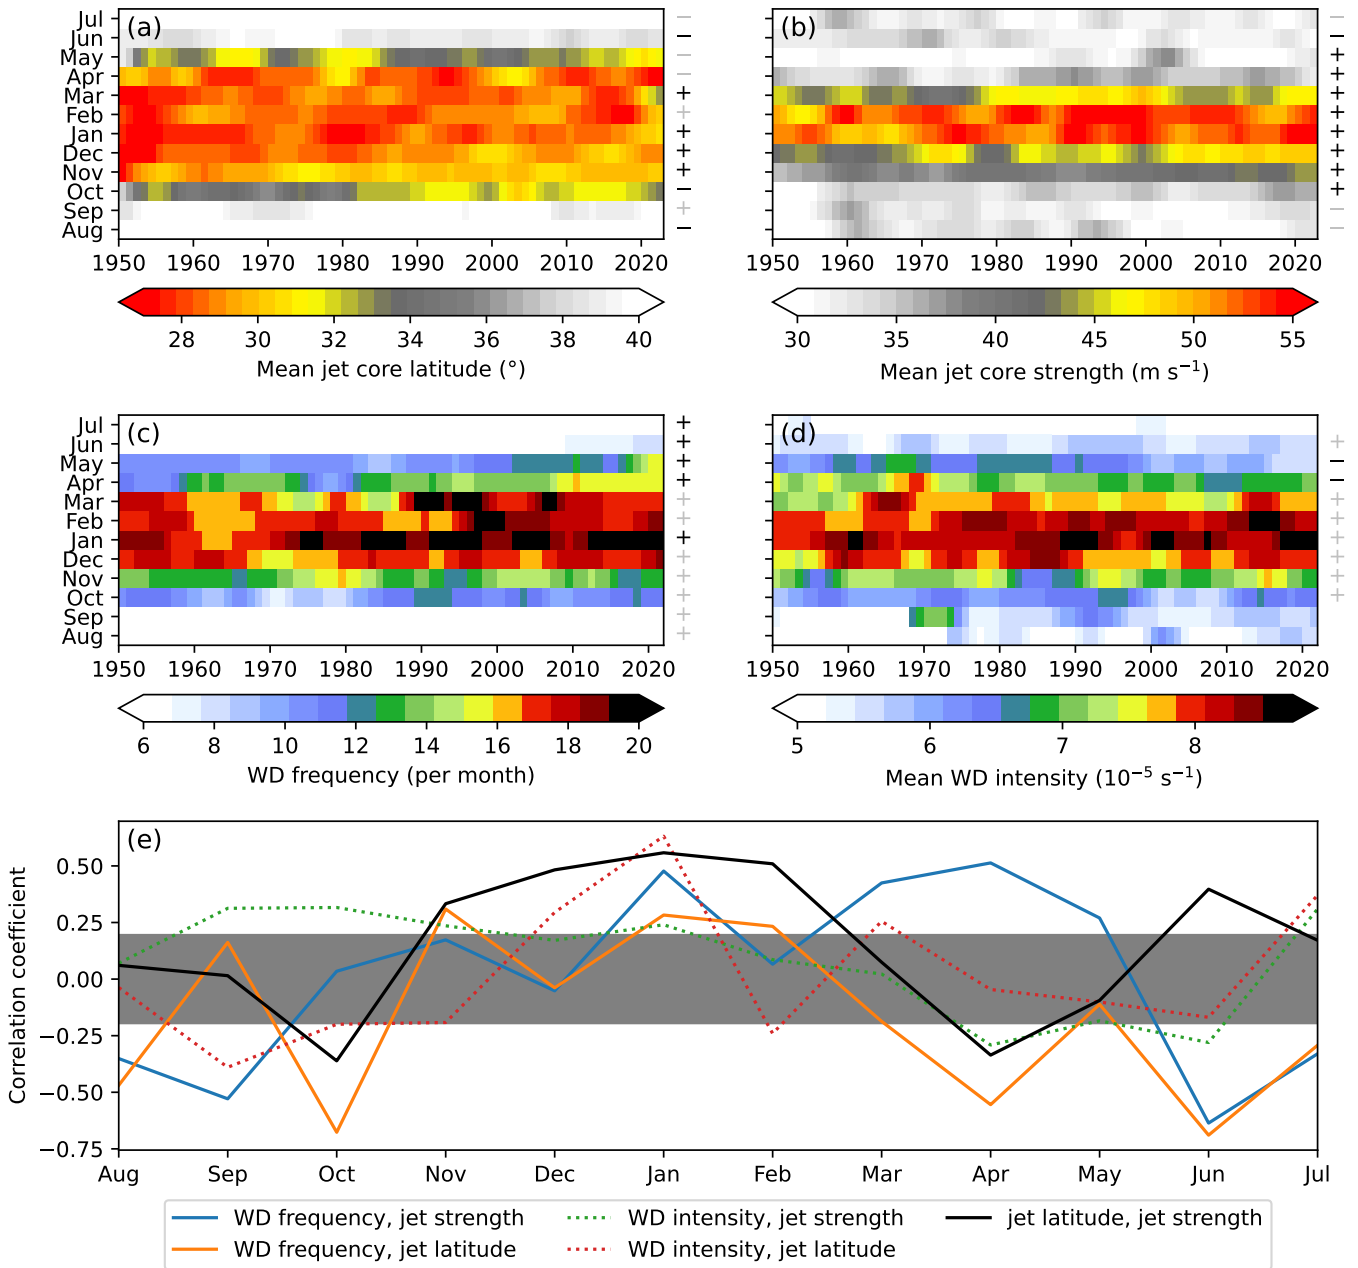 (a)
Jul
Jun
May
Apr
Mar
Feb
Jan
Dec
Nov
Oct
Sep
Aug
− − − − + + + + + − + −
1950 1960 1970 1980 1990 2000 2010 2020
28 30 32 34 36 38 40
Mean jet core latitude (°)
(b)
− − + + + + + + + + − −
1950 1960 1970 1980 1990 2000 2010 2020
30 35 40 45 50 55
Mean jet core strength (m s⁻¹)
(c)
Jul
Jun
May
Apr
Mar
Feb
Jan
Dec
Nov
Oct
Sep
Aug
+ + + + + + + + + + + +
1950 1960 1970 1980 1990 2000 2010 2020
6 8 10 12 14 16 18 20
WD frequency (per month)
(d)
+ − − + + + + + +
1950 1960 1970 1980 1990 2000 2010 2020
5 6 7 8
Mean WD intensity (10⁻⁵ s⁻¹)
(e)
Correlation coefficient
0.50
0.25
0.00
−0.25
−0.50
−0.75
Aug Sep Oct Nov Dec Jan Feb Mar Apr May Jun Jul
WD frequency, jet strength
WD frequency, jet latitude
WD intensity, jet strength
WD intensity, jet latitude
jet latitude, jet strength